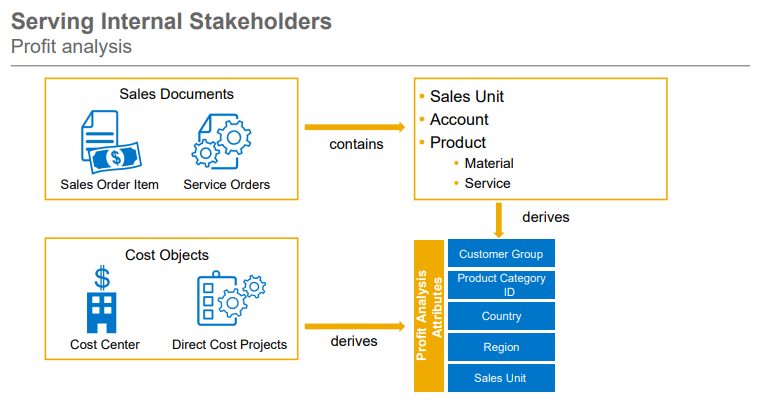 Serving Internal Stakeholders
Profit analysis
Sales Documents
$
Sales Order Item
Service Orders
contains
• Sales Unit
• Account
• Product
• Material
• Service
derives
Cost Objects
$
Cost Center
Direct Cost Projects
derives
Profit Analysis
Attributes
Customer Group
Product Category
ID
Country
Region
Sales Unit